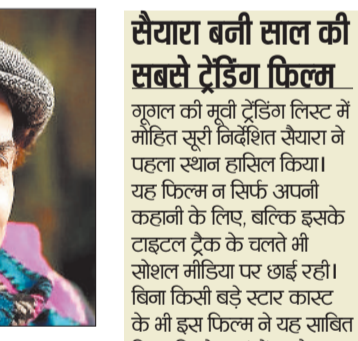 सैयारा बनी साल की
सबसे ट्रेंडिंग फिल्म
गूगल की मूवी ट्रेंडिंग लिस्ट में
मोहित सूरी निर्देशित सैयारा ने
पहला स्थान हासिल किया।
यह फिल्म न सिर्फ अपनी
कहानी के लिए, बल्कि इसके
टाइटल ट्रैक के चलते भी
सोशल मीडिया पर छाई रही।
बिना किसी बड़े स्टार कास्ट
के भी इस फिल्म ने यह साबित